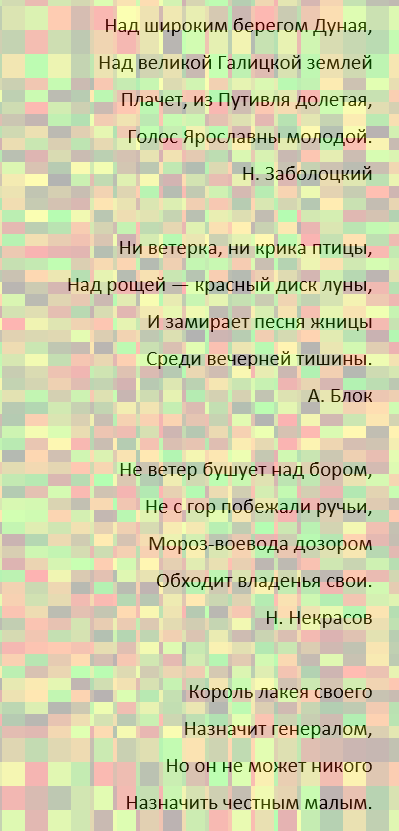 Над широким берегом Дуная,
Над великой Галицкой землей
Плачет, из Путивля долетая,
Голос Ярославны молодой.
Н. Заболоцкий
Ни ветерка, ни крика птицы,
Над рощей — красный диск луны,
И замирает песня жницы
Среди вечерней тишины.
А. Блок
Не ветер бушует над бором,
Не с гор побежали ручьи,
Мороз-воевода дозором
Обходит владенья свои.
Н. Некрасов
Король лакея своего
Назначит генералом,
Но он не может никого
Назначить честным малым.